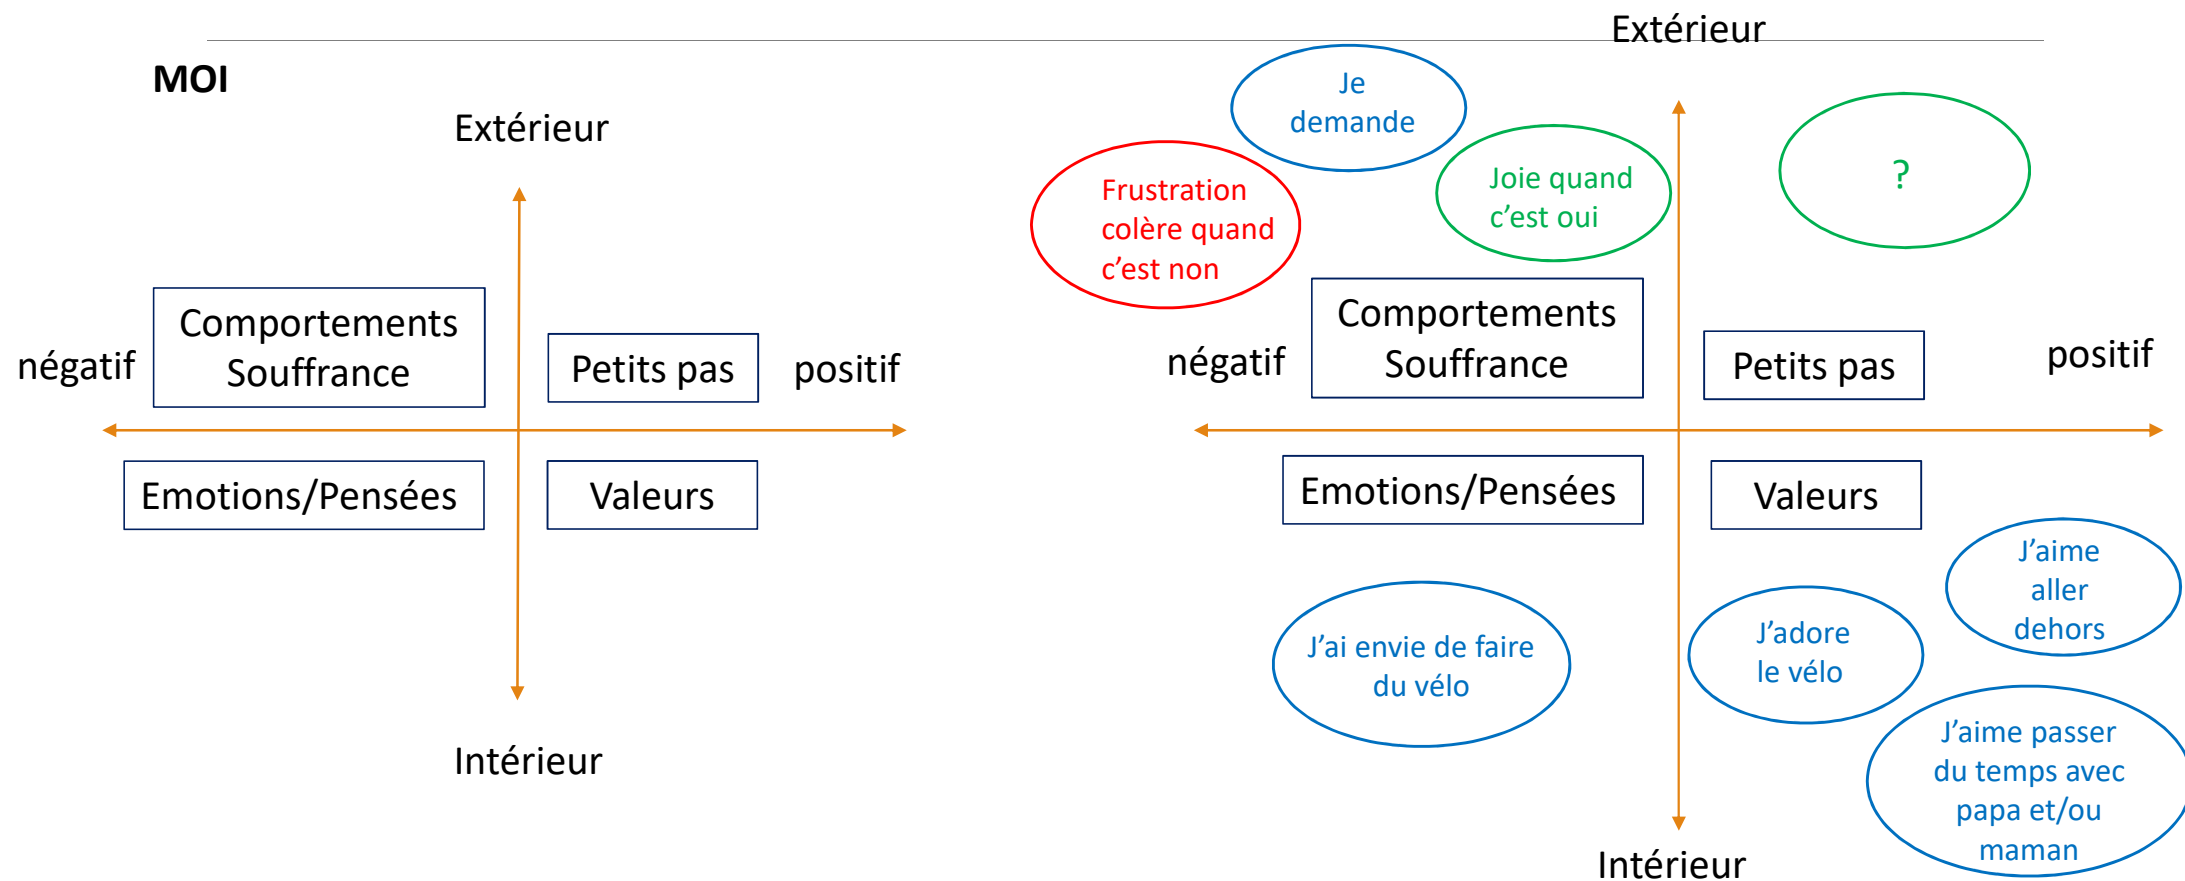 MOI
Extérieur
Comportements
Souffrance
négatif
Petits pas
positif
Emotions/Pensées
Valeurs
Intérieur
Extérieur
Je
demande
Frustration
colère quand
c’est non
Joie quand
c’est oui
?
Comportements
Souffrance
négatif
Petits pas
positif
Emotions/Pensées
Valeurs
J’ai envie de faire
du vélo
J’adore
le vélo
J’aime
aller
dehors
J’aime passer
du temps avec
papa et/ou
maman
Intérieur